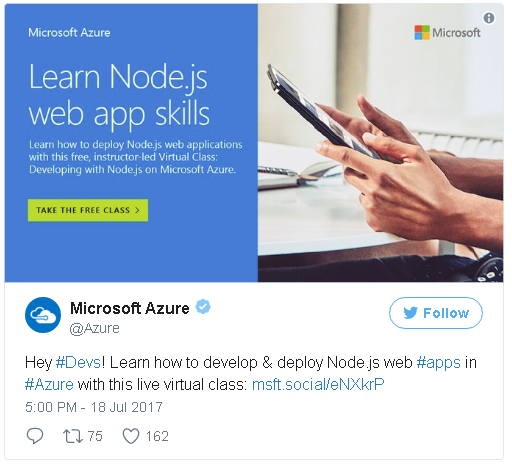 Microsoft Azure
Microsoft
Learn Node.js
web app skills
Learn how to deploy Node.js web applications
with this free, instructor-led Virtual Class:
Developing with Node.js on Microsoft Azure.
TAKE THE FREE CLASS >
Microsoft Azure
@Azure
Follow
Hey #Devs! Learn how to develop & deploy Node.js web #apps in
#Azure with this live virtual class: msft.social/eNXkrP
5:00 PM - 18 Jul 2017
75 162